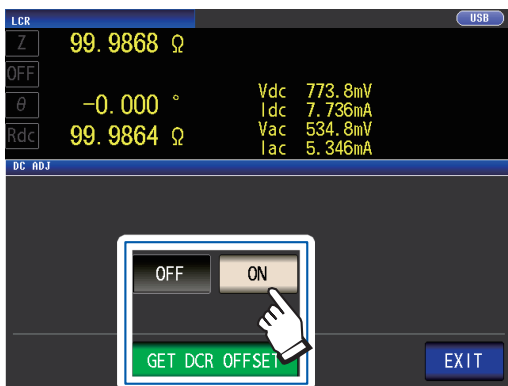 LCR USB
Z 99.9868 Ω
OFF
θ -0.000 °
Vdc 773.8mV
Idc 7.736mA
Rdc 99.9864 Ω
Vac 534.8mV
Iac 5.346mA
DC ADJ
OFF ON
GET DCR OFFSET EXIT